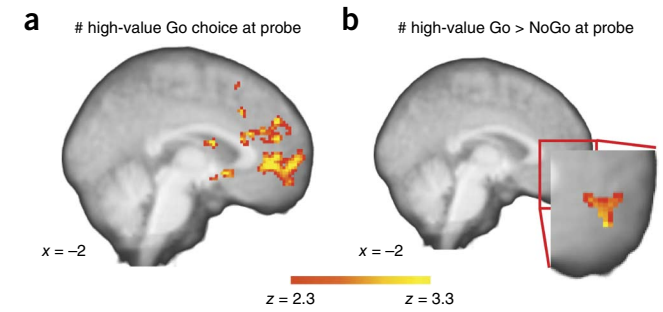 a
# high-value Go choice at probe
b
# high-value Go > NoGo at probe
x = –2
x = –2
z = 2.3
z = 3.3